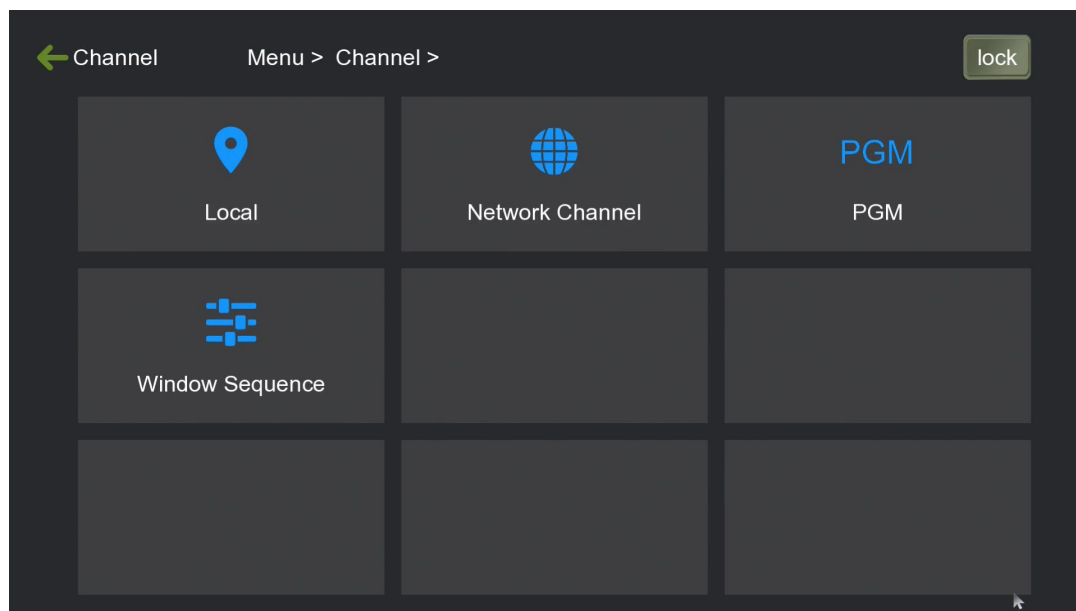 Channel Menu > Channel > lock
PGM
Local Network Channel PGM
Window Sequence